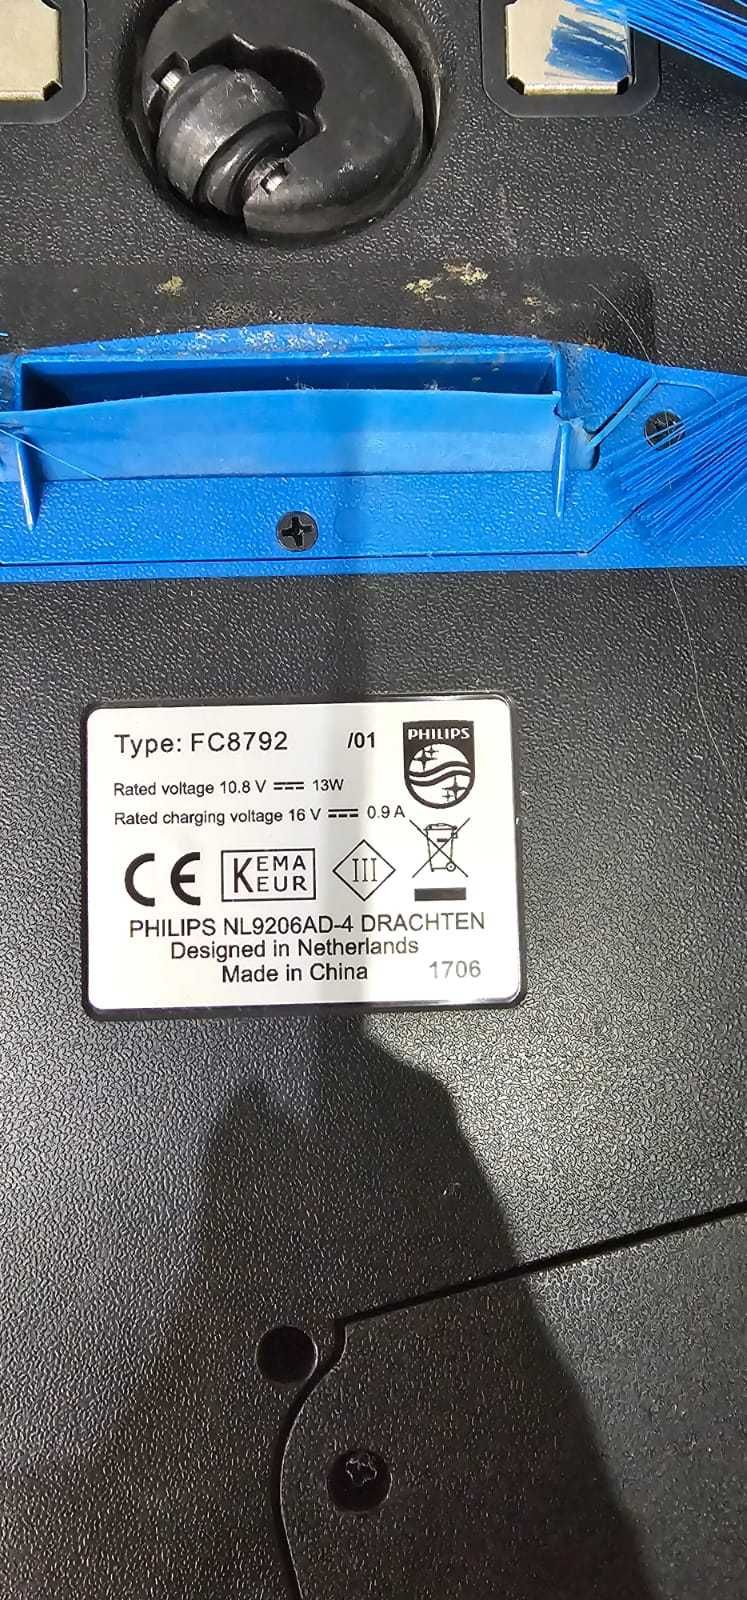 Type: FC8792 /01
PHILIPS
Rated voltage 10.8 V ⎓ 13W
Rated charging voltage 16 V ⎓ 0.9 A
CE KEMA EUR III
PHILIPS NL9206AD-4 DRACHTEN
Designed in Netherlands
Made in China 1706